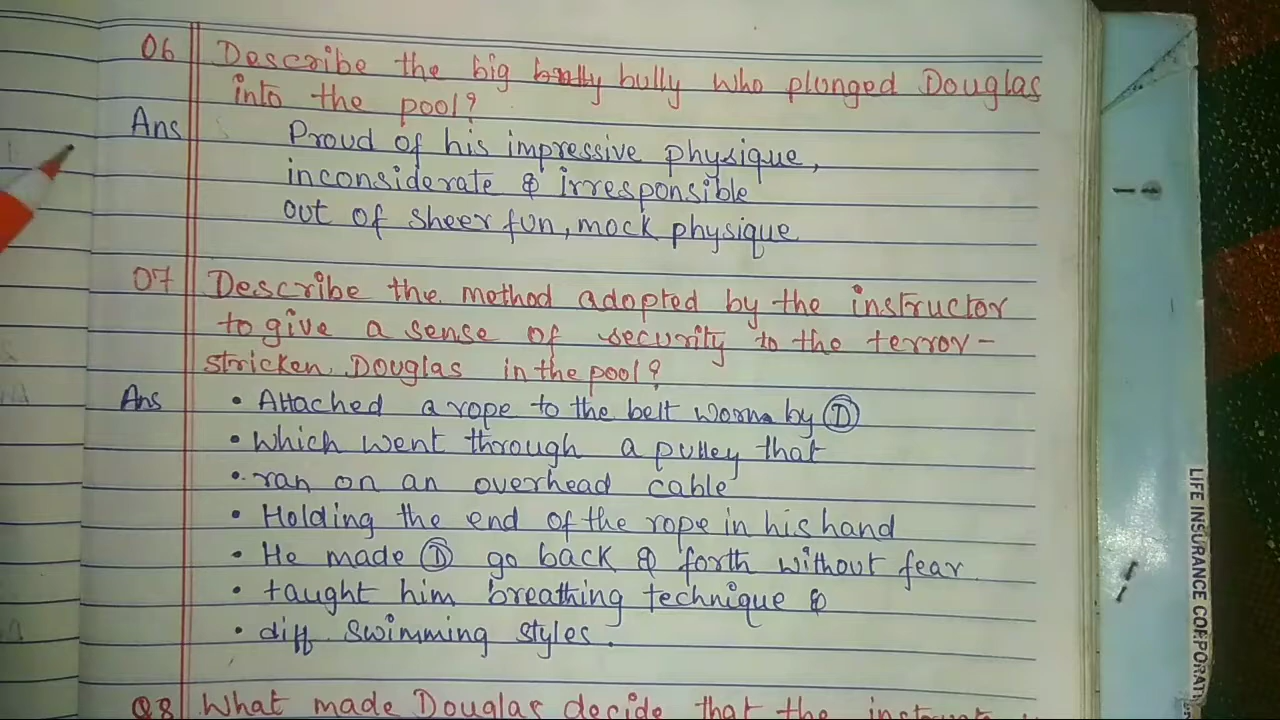 06 Describe the big bully who plunged Douglas
into the pool?
Ans Proud of his impressive physique,
inconsiderate & irresponsible
out of sheer fun, mock physique
07 Describe the method adopted by the instructor
to give a sense of security to the terror-
stricken Douglas in the pool?
Ans • Attached a rope to the belt worn by Ⓓ
• which went through a pulley that
• ran on an overhead cable
• Holding the end of the rope in his hand
• He made Ⓓ go back & forth without fear
• taught him breathing technique &
• diff swimming styles.
Q8 What made Douglas decide that the
LIFE INSURANCE CORPORAT